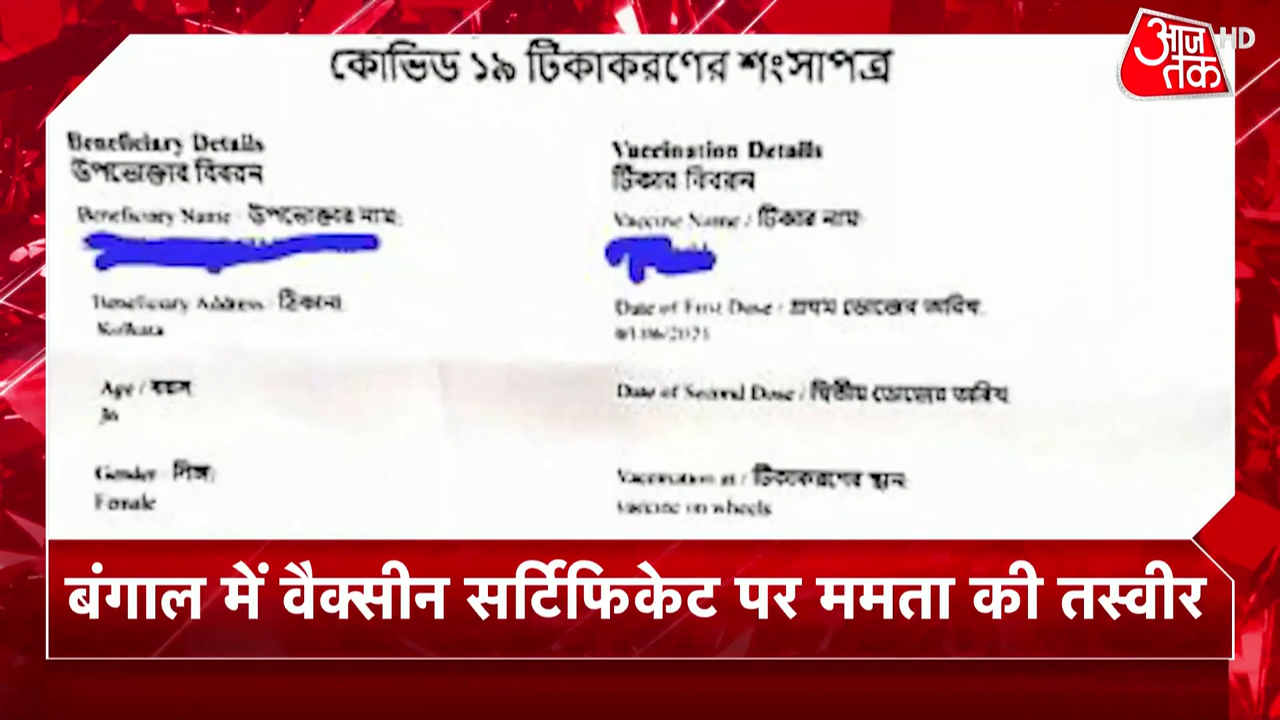 आज तक HD
কোভিড ১৯ টিকাকরণের শংসাপত্র
Beneficiary Details
উপভোক্তার বিবরন
Beneficiary Name - উপভোক্তার নাম:
Beneficiary Address - ঠিকানা
Kolkata
Age / বয়স
Gender - লিঙ্গ:
Female
Vaccination Details
টিকার বিবরন
Vaccine Name / টিকার নাম:
Date of First Dose / প্রথম ডোজের তারিখ:
Date of Second Dose / দ্বিতীয় ডোজের তারিখ:
Vaccination at / টিকাকরণের স্থান:
vaccine on wheels
बंगाल में वैक्सीन सर्टिफिकेट पर ममता की तस्वीर